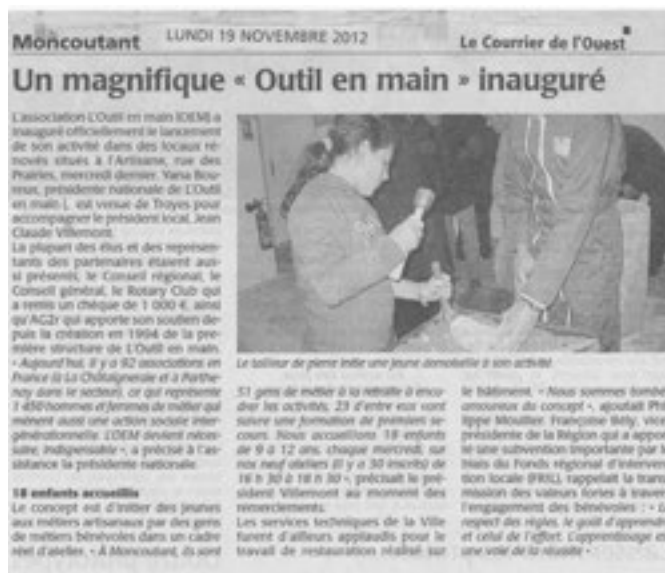 Moncoutant
LUNDI 19 NOVEMBRE 2012
Le Courrier de l'Ouest
Un magnifique « Outil en main » inauguré
L'association L'Outil en main (OEM) a
inauguré officiellement le lancement
de son activité dans des locaux ré-
novés situés à l'Artisane, rue des
Prairies, mercredi dernier. Yana Bou-
reux, présidente nationale de L'Outil
en main (, est venue de Troyes pour
accompagner le président local, Jean
Claude Villemont.
La plupart des élus et des représen-
tants des partenaires étaient aus-
si présents, le Conseil régional, le
Conseil général, le Rotary Club qui
a remis un chèque de 1 000 €, ainsi
qu'AG2r qui apporte son soutien de-
puis la création en 1994 de la pre-
mière structure de L'Outil en main.
« Aujourd'hui, il y a 92 associations en
France (à La Châtaigneraie et à Parthe-
nay dans le secteur), ce qui représente
1 450 hommes et femmes de métier qui
mènent aussi une action sociale inter-
générationnelle. L'OEM devient néces-
saire, indispensable », a précisé à l'as-
sistance la présidente nationale.
18 enfants accueillis
Le concept est d'initier des jeunes
aux métiers artisanaux par des gens
de métiers bénévoles dans un cadre
réel d'atelier. « À Moncoutant, ils sont
Le tailleur de pierre initie une jeune demoiselle à son activité
51 gens de métier à la retraite à enca-
drer les activités, 23 d'entre eux vont
suivre une formation de premiers se-
cours. Nous accueillons 18 enfants
de 9 à 12 ans, chaque mercredi, sur
nos neuf ateliers (il y a 30 inscrits) de
16 h 30 à 18 h 30 », précisait le pré-
sident Villemont au moment des
remerciements.
Les services techniques de la Ville
furent d'ailleurs applaudis pour le
travail de restauration réalisé sur
le bâtiment. « Nous sommes tombé
amoureux du concept », ajoutait Phi
lippe Mouiller. Françoise Bély, vice
présidente de la Région qui a appor
té une subvention importante par le
biais du Fonds régional d'interven
tion locale (FRIL), rappelait la trans
mission des valeurs fortes à travers
l'engagement des bénévoles : « Le
respect des règles, le goût d'apprendre
et celui de l'effort. L'apprentissage est
une voie de la réussite »